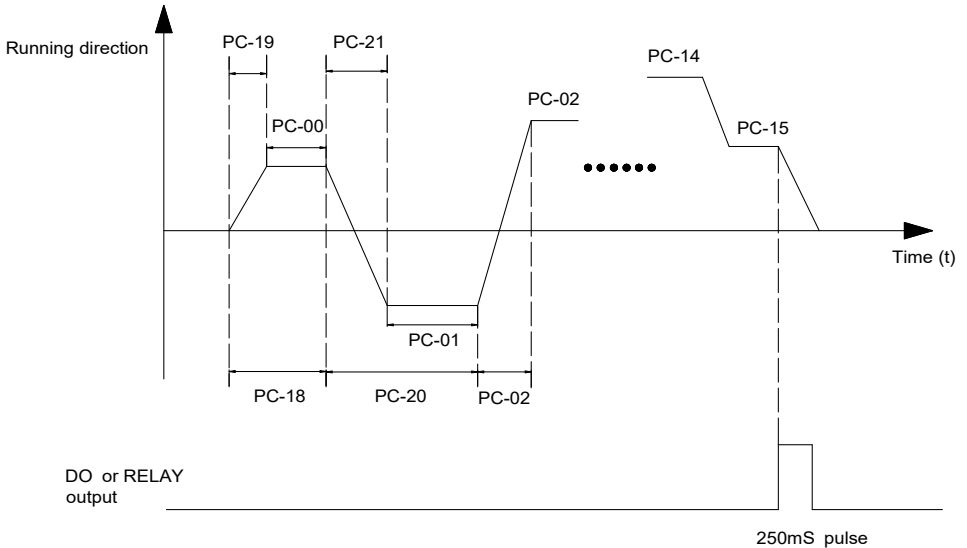 PC-19
PC-21
Running direction
PC-14
PC-02
PC-00
PC-15
Time (t)
PC-01
PC-18
PC-20
PC-02
DO or RELAY
output
250mS pulse